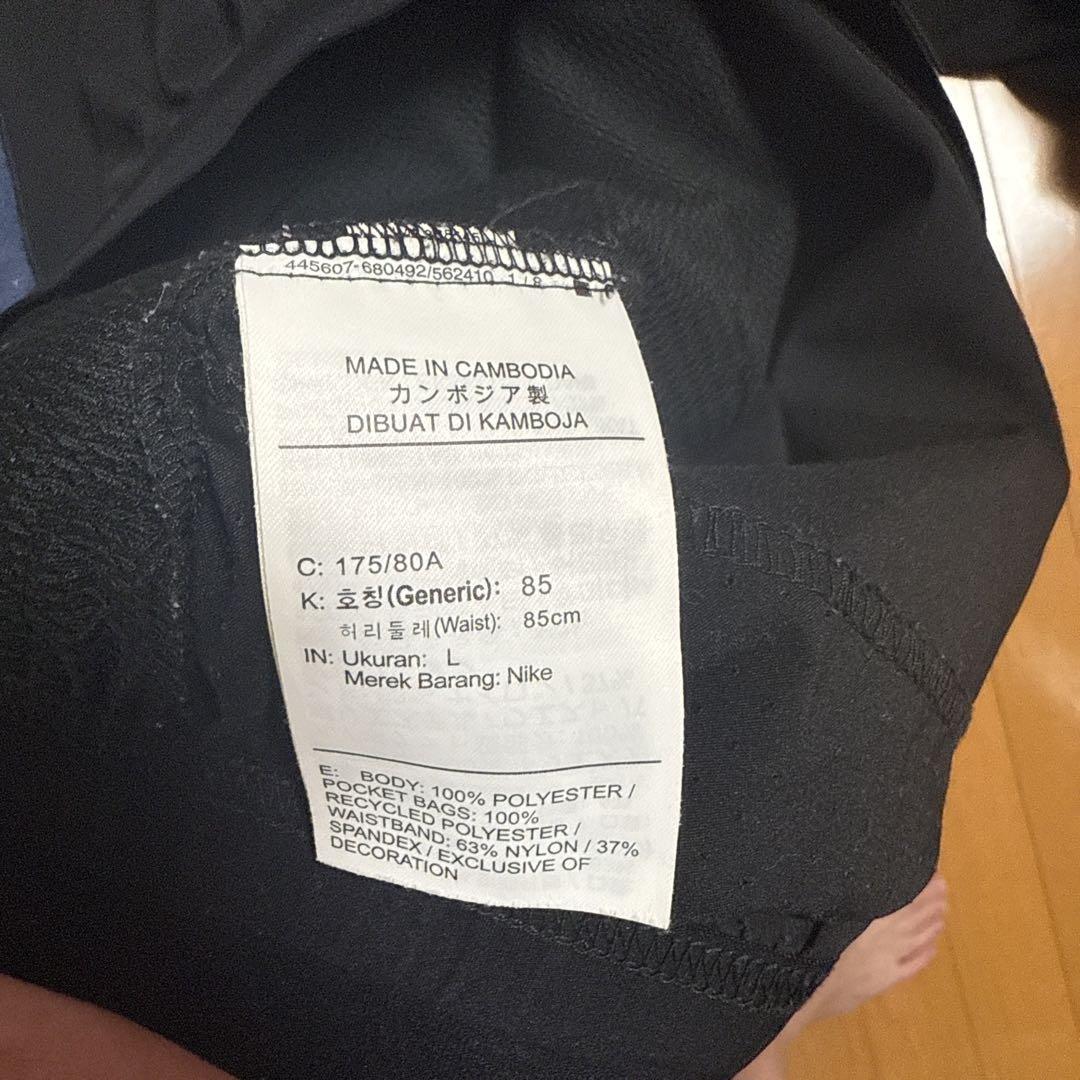 445607-680492/562410 1/8
MADE IN CAMBODIA
カンボジア製
DIBUAT DI KAMBOJA
C: 175/80A
K: 호칭(Generic): 85
허리둘레(Waist): 85cm
IN: Ukuran: L
Merek Barang: Nike
E: BODY: 100% POLYESTER /
POCKET BAGS: 100%
RECYCLED POLYESTER /
WAISTBAND: 63% NYLON / 37%
SPANDEX / EXCLUSIVE OF
DECORATION